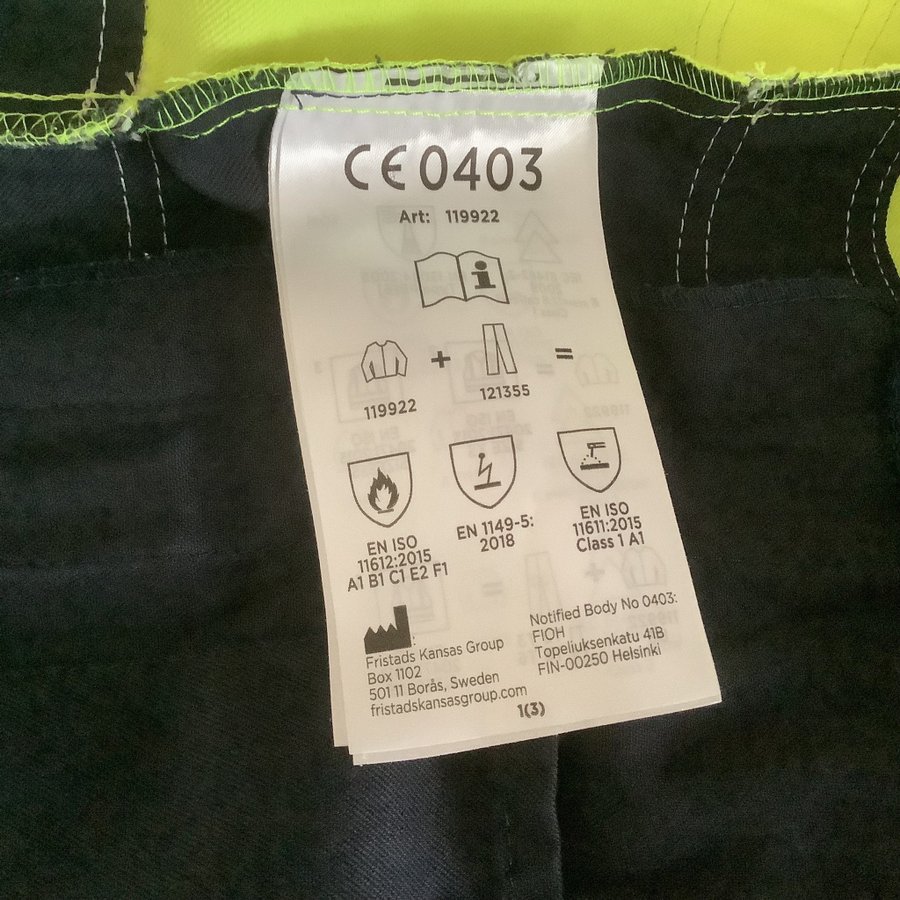 CE 0403
Art: 119922
i
+ =
119922 121355
EN ISO
11612:2015
A1 B1 C1 E2 F1
EN 1149-5:
2018
EN ISO
11611:2015
Class 1 A1
Fristads Kansas Group
Box 1102
501 11 Borås, Sweden
fristadskansasgroup.com
Notified Body No 0403:
FIOH
Topeliuksenkatu 41B
FIN-00250 Helsinki
1(3)